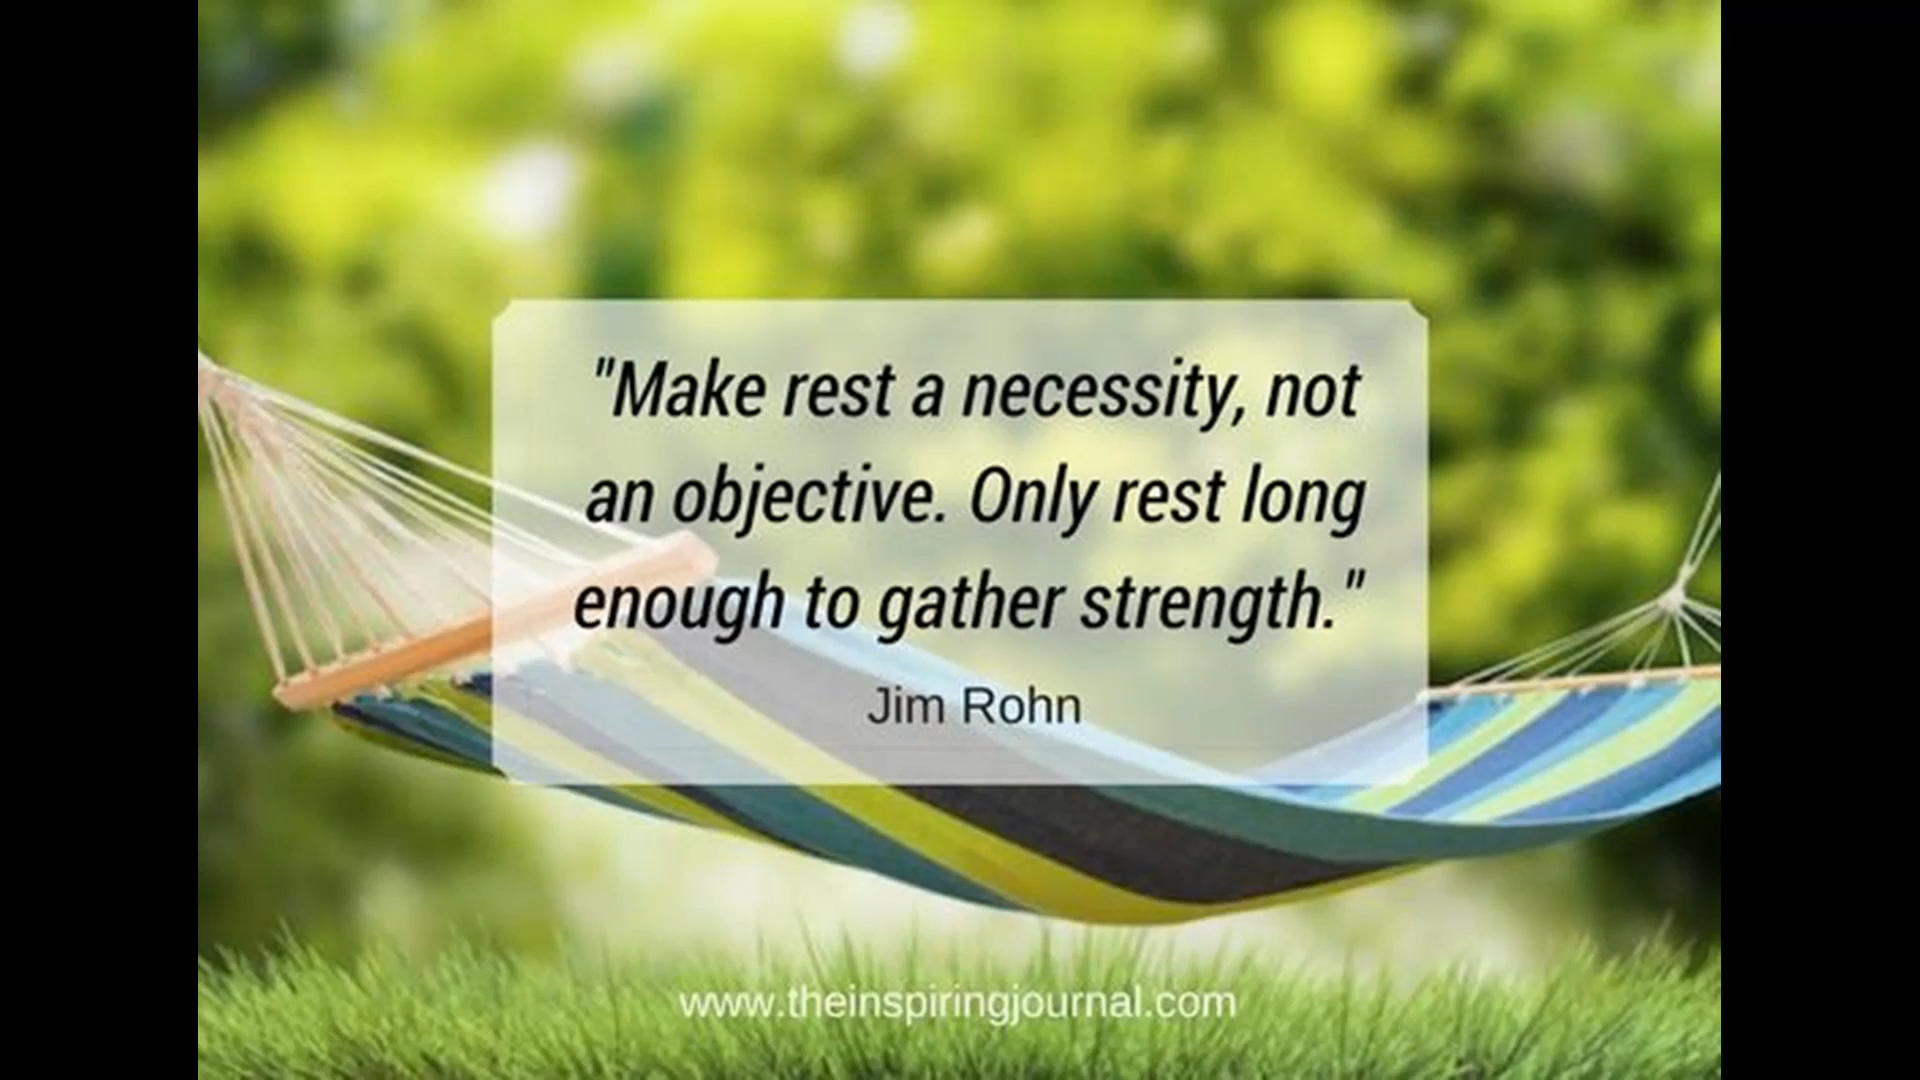 "Make rest a necessity, not
an objective. Only rest long
enough to gather strength."
Jim Rohn
www.theinspiringjournal.com